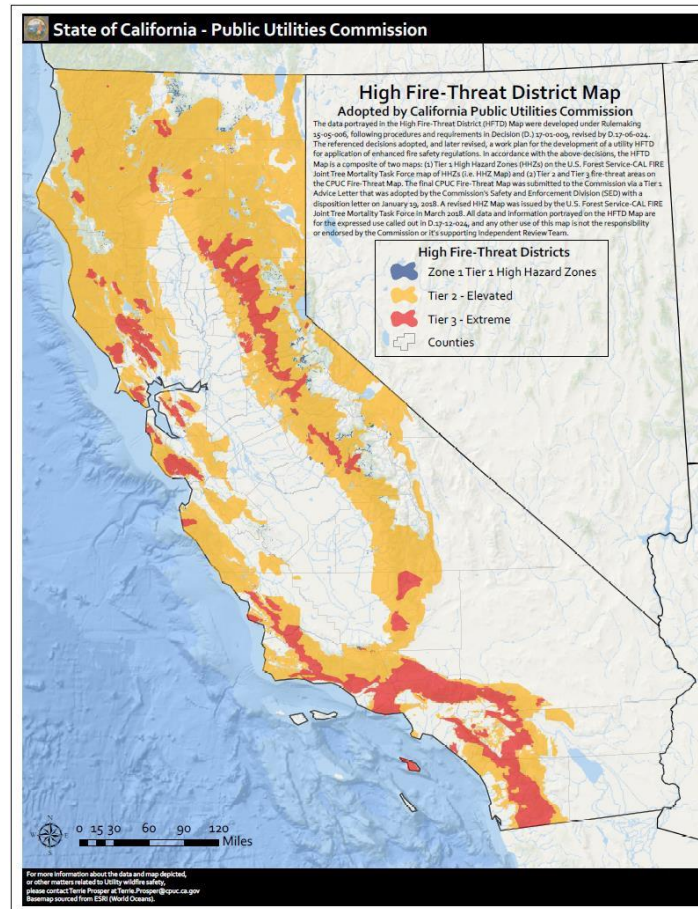 State of California - Public Utilities Commission
High Fire-Threat District Map
Adopted by California Public Utilities Commission
The data portrayed in the High Fire-Threat District (HFTD) Map were developed under Rulemaking
15-05-006, following procedures and requirements in Decision (D.) 17-01-009, revised by D.17-06-024.
The referenced decisions adopted, and later revised, a work plan for the development of a utility HFTD
for application of enhanced fire safety regulations. In accordance with the above-decisions, the HFTD
Map is a composite of two maps: (1) Tier 1 High Hazard Zones (HHZs) on the U.S. Forest Service-CAL FIRE
Joint Tree Mortality Task Force map of HHZs (i.e. HHZ Map) and (2) Tier 2 and Tier 3 fire-threat areas on
the CPUC Fire-Threat Map. The final CPUC Fire-Threat Map was submitted to the Commission via a Tier 1
Advice Letter that was adopted by the Commission's Safety and Enforcement Division (SED) with a
disposition letter on January 19, 2018. A revised HHZ Map was issued by the U.S. Forest Service-CAL FIRE
Joint Tree Mortality Task Force in March 2018. All data and information portrayed on the HFTD Map are
for the expressed use called out in D.17-12-024, and any other use of this map is not the responsibility
or endorsed by the Commission or it's supporting Independent Review Team.
High Fire-Threat Districts
Zone 1 Tier 1 High Hazard Zones
Tier 2 - Elevated
Tier 3 - Extreme
Counties
N
W E
S
0 15 30 60 90 120
Miles
For more information about the data and map depicted,
or other matters related to Utility wildfire safety,
please contact Terrie Prosper at Terrie.Prosper@cpuc.ca.gov
Basemap sourced from ESRI (World Oceans).